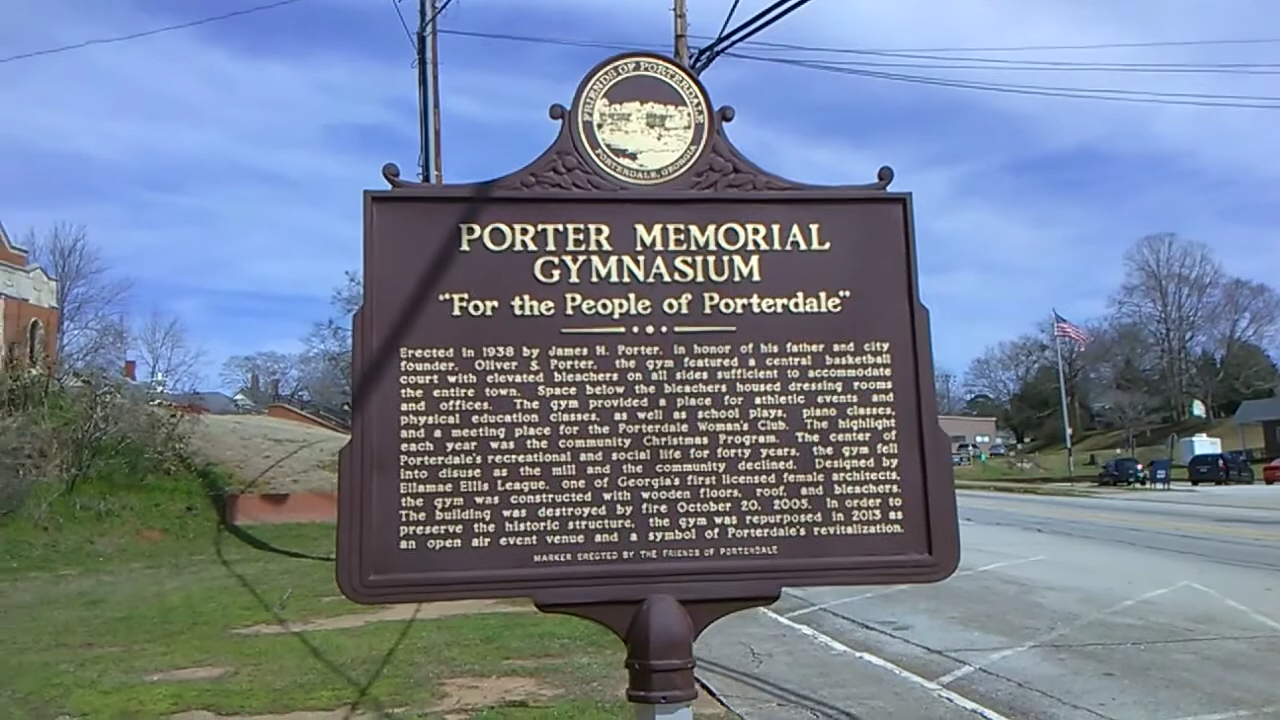 FRIENDS OF PORTERDALE
PORTERDALE, GEORGIA
PORTER MEMORIAL
GYMNASIUM
"For the People of Porterdale"
Erected in 1938 by James H. Porter, in honor of his father and city
founder, Oliver S. Porter, the gym featured a central basketball
court with elevated bleachers on all sides sufficient to accommodate
the entire town. Space below the bleachers housed dressing rooms
and offices. The gym provided a place for athletic events and
physical education classes, as well as school plays, piano classes,
and a meeting place for the Porterdale Woman's Club. The highlight
each year was the community Christmas Program. The center of
Porterdale's recreational and social life for forty years, the gym fell
into disuse as the mill and the community declined. Designed by
Ellamae Ellis League, one of Georgia's first licensed female architects,
the gym was constructed with wooden floors, roof, and bleachers.
The building was destroyed by fire October 20, 2005. In order to
preserve the historic structure, the gym was repurposed in 2013 as
an open air event venue and a symbol of Porterdale's revitalization.
MARKER ERECTED BY THE FRIENDS OF PORTERDALE